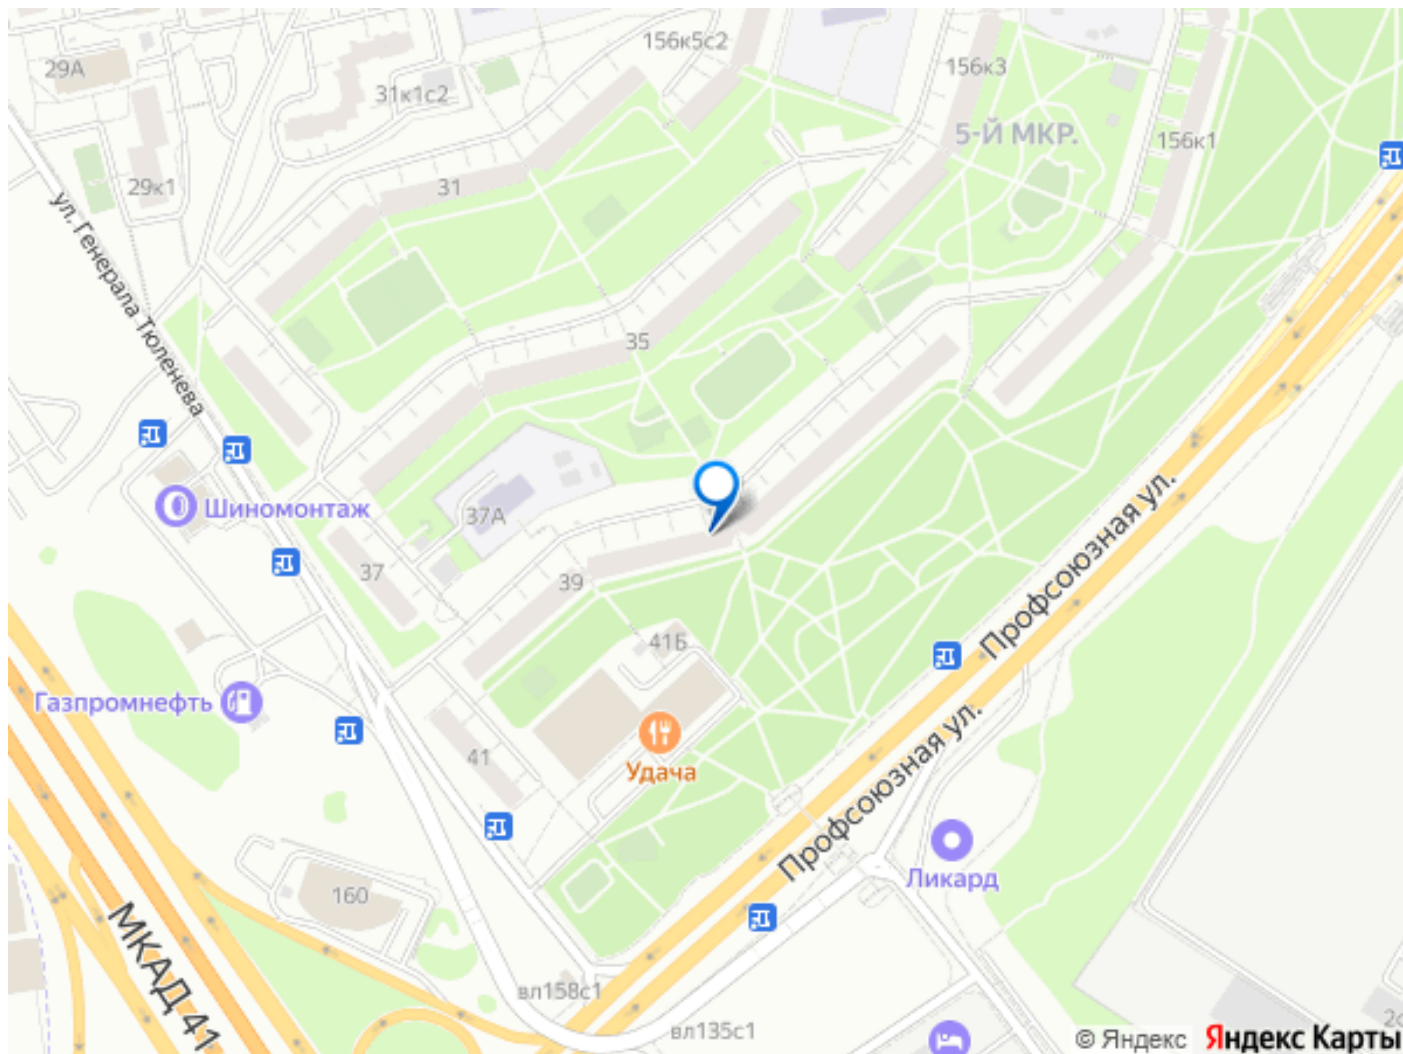 156к5с2
29А
156к3
31к1с2
5-Й МКР.
156к1
29к1
31
ул. Генерала Тюленева
35
Шиномонтаж
37А
Профсоюзная ул.
37
39
41Б
Газпромнефть
Профсоюзная ул.
41
Удача
Ликард
160
МКАД 41
вл158с1
вл135с1
© Яндекс Яндекс Карты